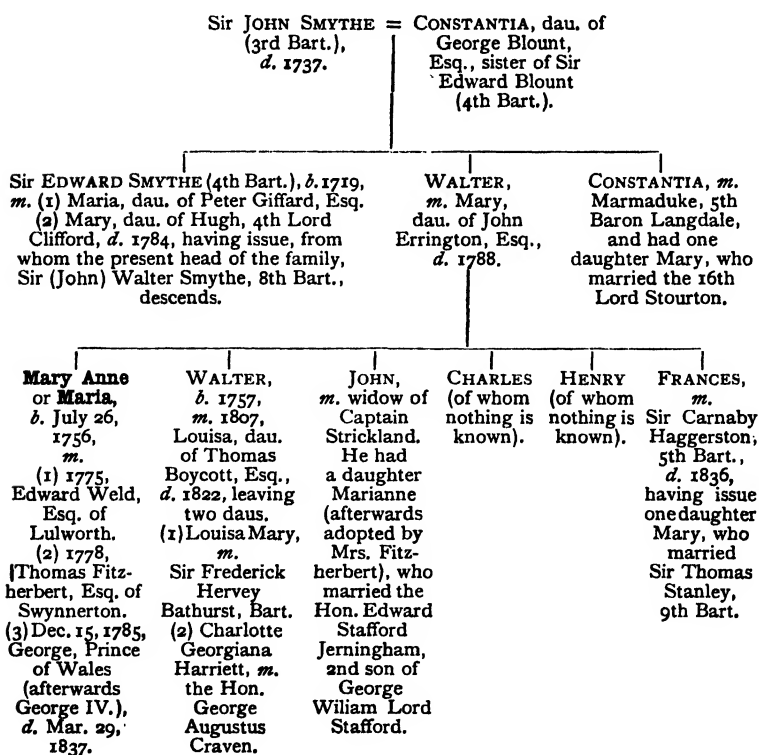 Sir JOHN SMYTHE = CONSTANTIA, dau. of
(3rd Bart.),
d. 1737.
George Blount,
Esq., sister of Sir
Edward Blount
(4th Bart.).
Sir EDWARD SMYTHE (4th Bart.), b. 1719,
m. (1) Maria, dau. of Peter Giffard, Esq.
(2) Mary, dau. of Hugh, 4th Lord
Clifford, d. 1784, having issue, from
whom the present head of the family,
Sir (John) Walter Smythe, 8th Bart.,
descends.
WALTER,
m. Mary,
dau. of John
Errington, Esq.,
d. 1788.
CONSTANTIA, m.
Marmaduke, 5th
Baron Langdale,
and had one
daughter Mary, who
married the 16th
Lord Stourton.
Mary Anne
or Maria,
b. July 26,
1756,
m.
(1) 1775,
Edward Weld,
Esq. of
Lulworth.
(2) 1778,
Thomas Fitz-
herbert, Esq. of
Swynnerton.
(3) Dec. 15, 1785,
George, Prince
of Wales
(afterwards
George IV.),
d. Mar. 29,
1837.
WALTER,
b. 1757,
m. 1807,
Louisa, dau.
of Thomas
Boycott, Esq.,
d. 1822, leaving
two daus.
(1) Louisa Mary,
m.
Sir Frederick
Hervey
Bathurst, Bart.
(2) Charlotte
Georgiana
Harriett, m.
the Hon.
George
Augustus
Craven.
JOHN,
m. widow of
Captain
Strickland.
He had
a daughter
Marianne
(afterwards
adopted by
Mrs. Fitz-
herbert), who
married the
Hon. Edward
Stafford
Jerningham,
2nd son of
George
Wiliam Lord
Stafford.
CHARLES
(of whom
nothing is
known).
HENRY
(of whom
nothing is
known).
FRANCES,
m.
Sir Carnaby
Haggerston,
5th Bart.,
d. 1836,
having issue
one daughter
Mary, who
married
Sir Thomas
Stanley,
9th Bart.